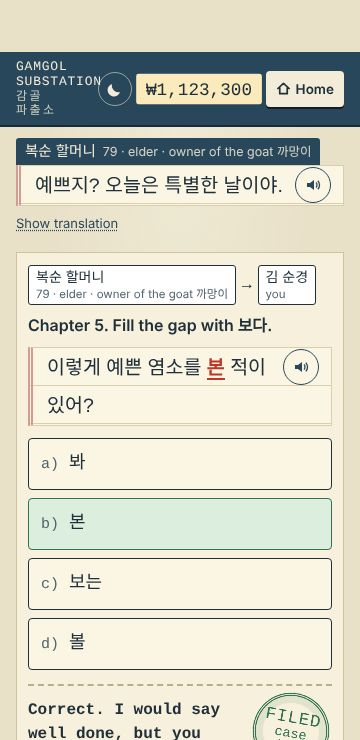 GAMGOL
SUBSTATION
감골
파출소
₩1,123,300
Home
복순 할머니 79 · elder · owner of the goat 까망이
예쁘지? 오늘은 특별한 날이야.
Show translation
복순 할머니
79 · elder · owner of the goat 까망이
→
김 순경
you
Chapter 5. Fill the gap with 보다.
이렇게 예쁜 염소를 본 적이
있어?
a) 봐
b) 본
c) 보는
d) 볼
Correct. I would say
well done, but you
FILED
case